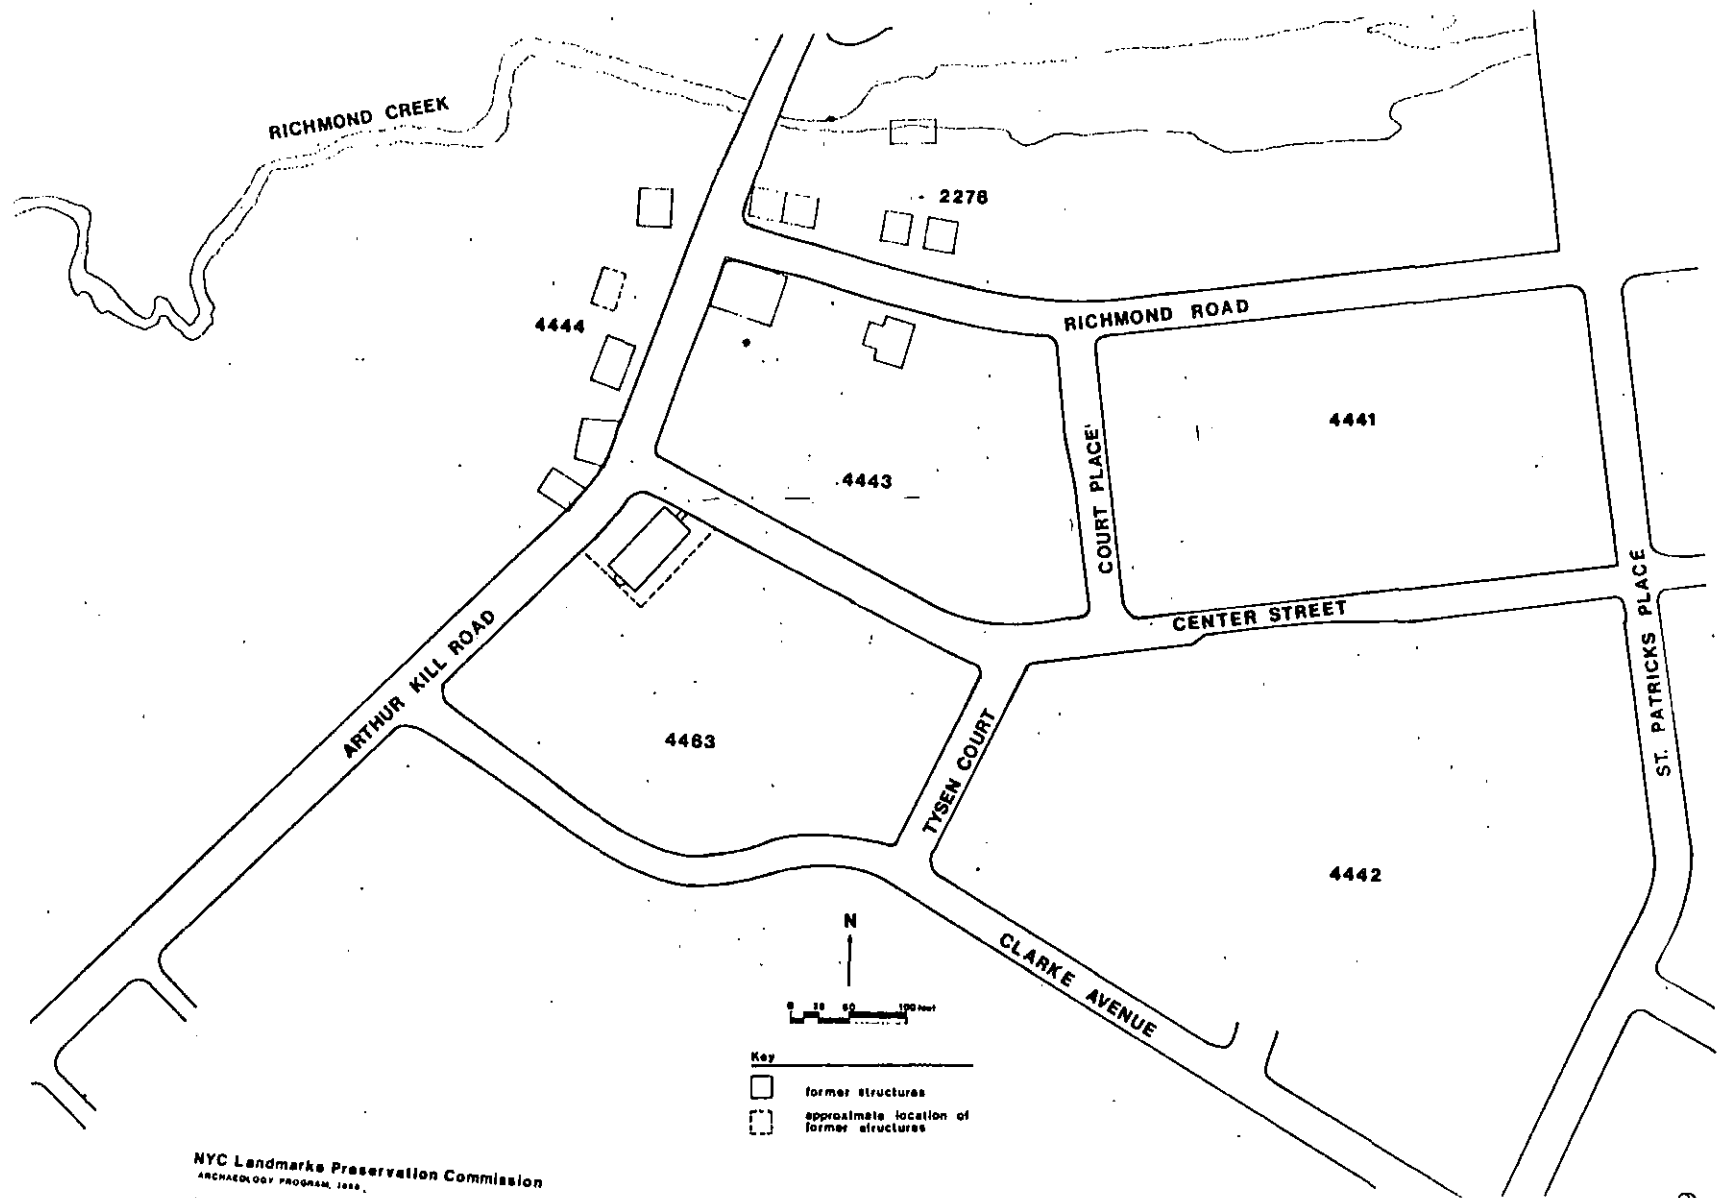 RICHMOND CREEK
2276
4444
RICHMOND ROAD
4441
4443
COURT PLACE
CENTER STREET
ST. PATRICKS PLACE
ARTHUR KILL ROAD
4463
TYSEN COURT
4442
N
CLARKE AVENUE
0 25 50 100 feet
Key
former structures
approximate location of
former structures
NYC Landmarks Preservation Commission
ARCHAEOLOGY PROGRAM,